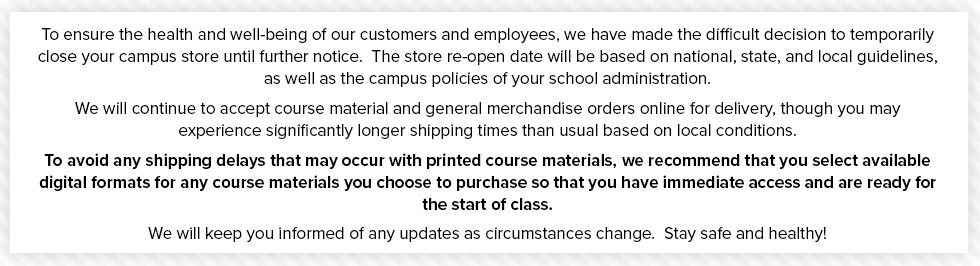 To ensure the health and well-being of our customers and employees, we have made the difficult decision to temporarily
close your campus store until further notice.  The store re-open date will be based on national, state, and local guidelines,
as well as the campus policies of your school administration.
We will continue to accept course material and general merchandise orders online for delivery, though you may
experience significantly longer shipping times than usual based on local conditions.
To avoid any shipping delays that may occur with printed course materials, we recommend that you select available
digital formats for any course materials you choose to purchase so that you have immediate access and are ready for
the start of class.
We will keep you informed of any updates as circumstances change.  Stay safe and healthy!